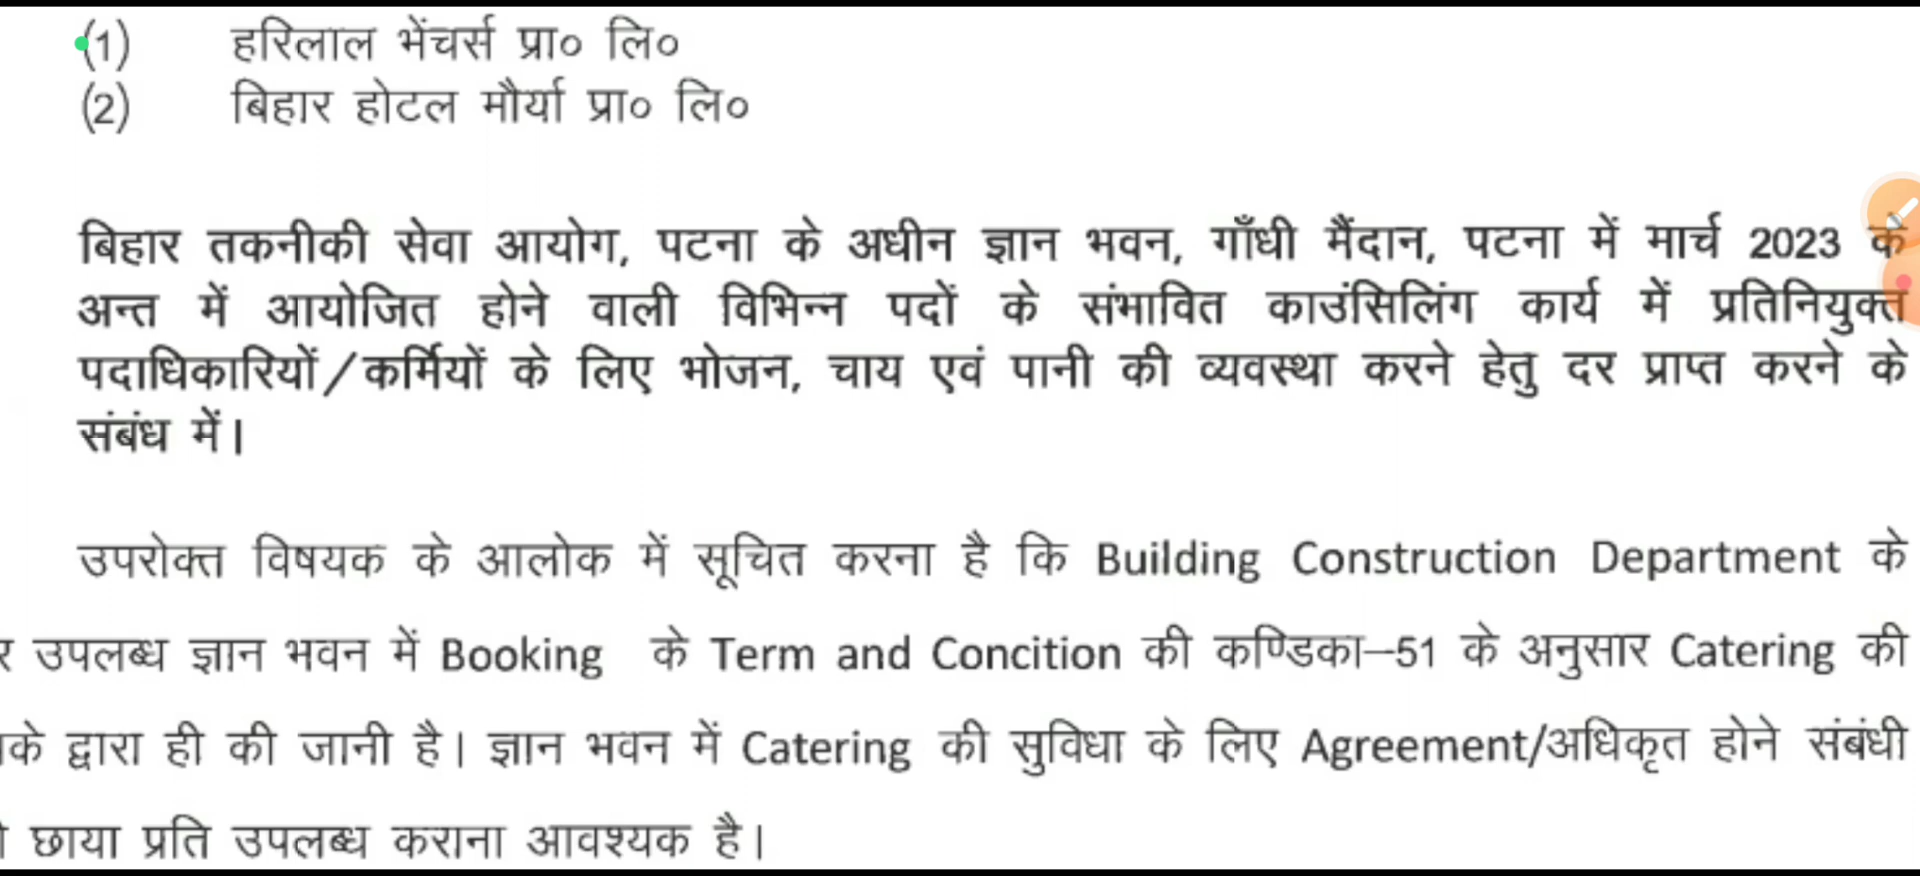 (1) हरिलाल भेंचर्स प्रा० लि०
(2) बिहार होटल मौर्या प्रा० लि०
बिहार तकनीकी सेवा आयोग, पटना के अधीन ज्ञान भवन, गाँधी मैंदान, पटना में मार्च 2023 के
अन्त में आयोजित होने वाली विभिन्न पदों के संभावित काउंसिलिंग कार्य में प्रतिनियुक्त
पदाधिकारियों/कर्मियों के लिए भोजन, चाय एवं पानी की व्यवस्था करने हेतु दर प्राप्त करने के
संबंध में।
उपरोक्त विषयक के आलोक में सूचित करना है कि Building Construction Department के
उपलब्ध ज्ञान भवन में Booking के Term and Concition की कण्डिका-51 के अनुसार Catering की
के द्वारा ही की जानी है। ज्ञान भवन में Catering की सुविधा के लिए Agreement/अधिकृत होने संबंधी
छाया प्रति उपलब्ध कराना आवश्यक है।